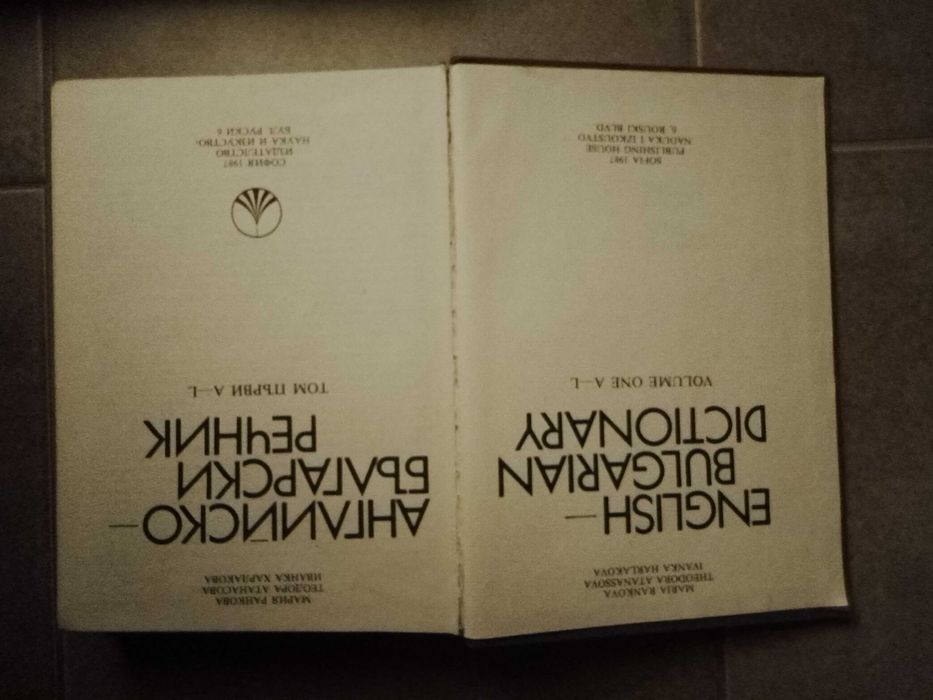 MARIA RANKOVA
THEODORA ATANASSOVA
IVANKA HARLAKOVA
ENGLISH—
BULGARIAN
DICTIONARY
VOLUME ONE A—L
SOFIA 1987
PUBLISHING HOUSE
NAOUKA I IZKOUSTVO
6, ROUSKI BLVD.
МАРИЯ РАНКОВА
ТЕОДОРА АТАНАСОВА
ИВАНКА ХАРЛАКОВА
АНГЛИЙСКО—
БЪЛГАРСКИ
РЕЧНИК
ТОМ ПЪРВИ A—L
СОФИЯ 1987
ИЗДАТЕЛСТВО
НАУКА И ИЗКУСТВО,
БУЛ. РУСКИ 6